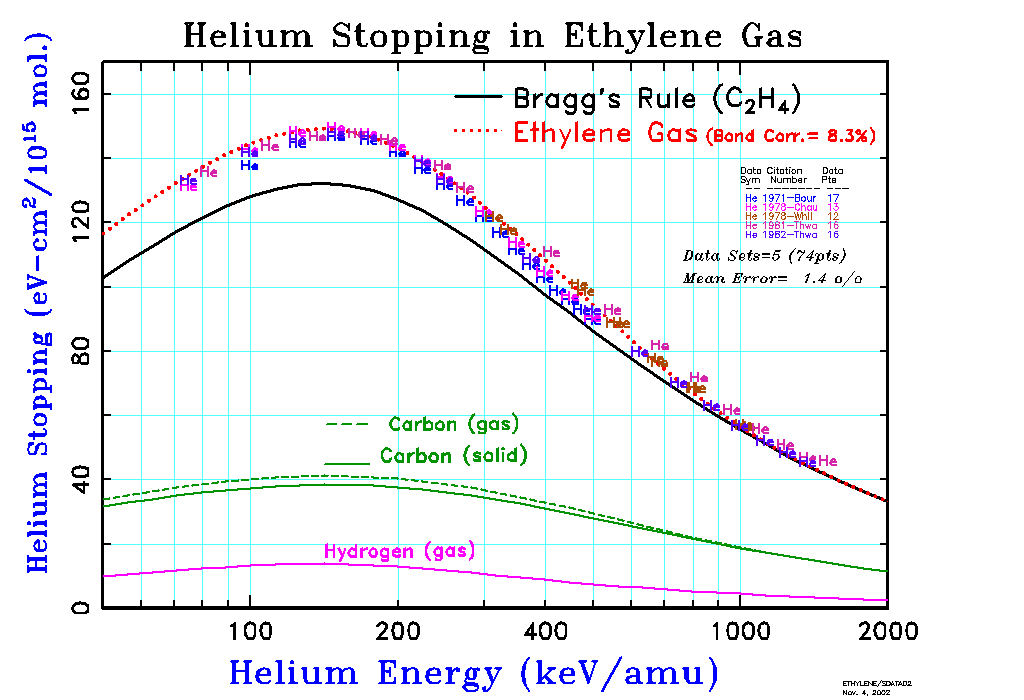 Helium Stopping in Ethylene Gas
Helium Stopping (eV-cm2/10^15 mol.)
160
120
80
40
0
Bragg's Rule (C2H4)
Ethylene Gas (Bond Corr.= 8.3%)
Data Citation Data
Sym Number Pts
-- -------- ---
He 1971-Bour 17
He 1978-Chau 13
He 1978-Whil 12
He 1981-Thwa 16
He 1982-Thwa 16
Data Sets=5 (74pts)
Mean Error= 1.4 o/o
Carbon (gas)
Carbon (solid)
Hydrogen (gas)
100 200 400 1000 2000
Helium Energy (keV/amu)
ETHYLENE/SDATAD2
Nov. 4, 2002